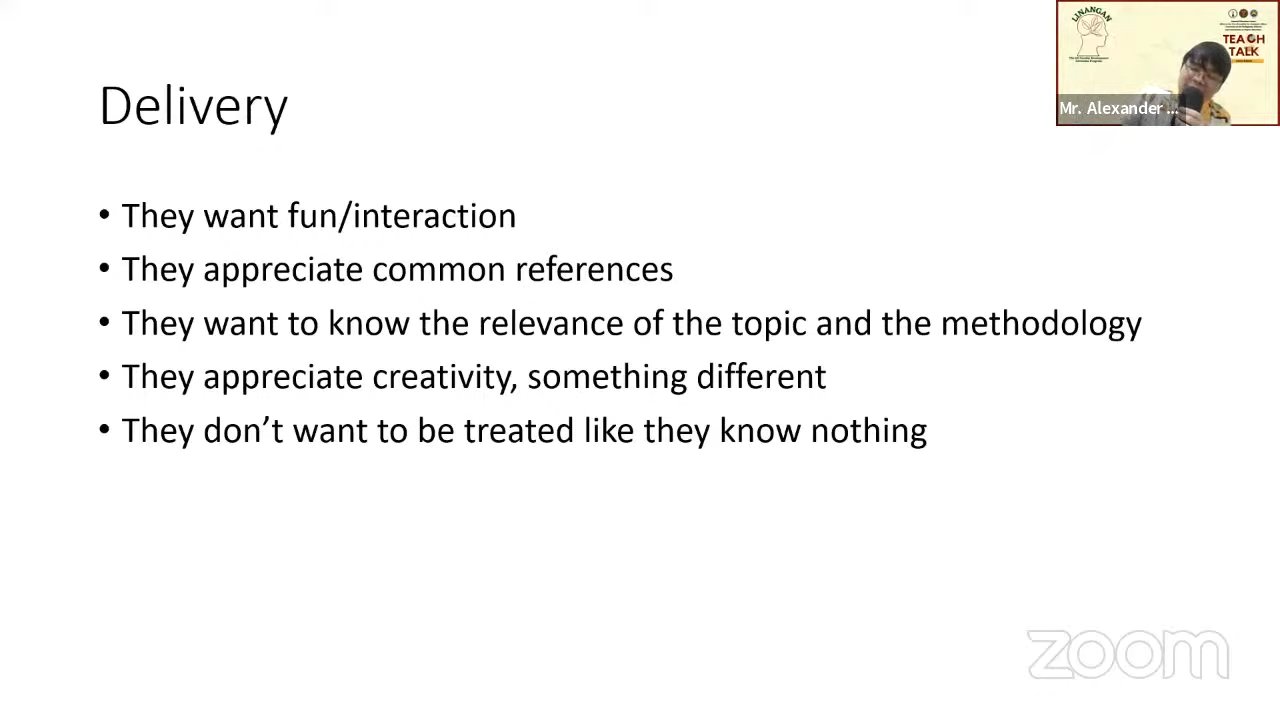 Delivery
• They want fun/interaction
• They appreciate common references
• They want to know the relevance of the topic and the methodology
• They appreciate creativity, something different
• They don’t want to be treated like they know nothing
LINANGAN
TEACH
TALK
Mr. Alexander ...
zoom